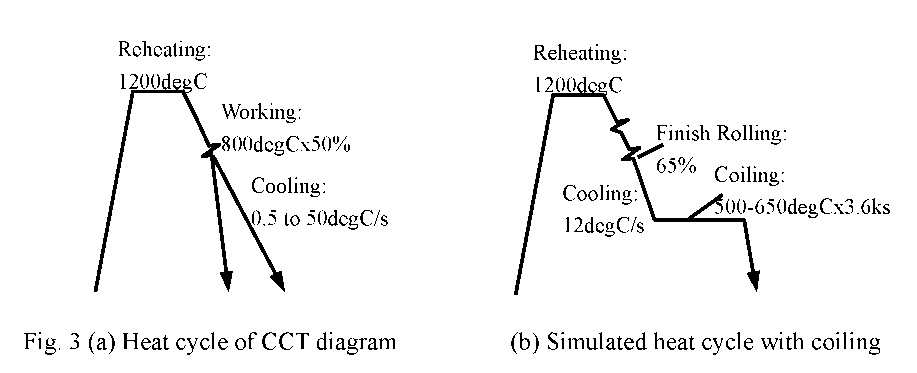 Reheating:
1200degC
Working:
800degCx50%
Cooling:
0.5 to 50degC/s
Fig. 3 (a) Heat cycle of CCT diagram
Reheating:
1200degC
Finish Rolling:
65%
Coiling:
500-650degCx3.6ks
Cooling:
12degC/s
(b) Simulated heat cycle with coiling